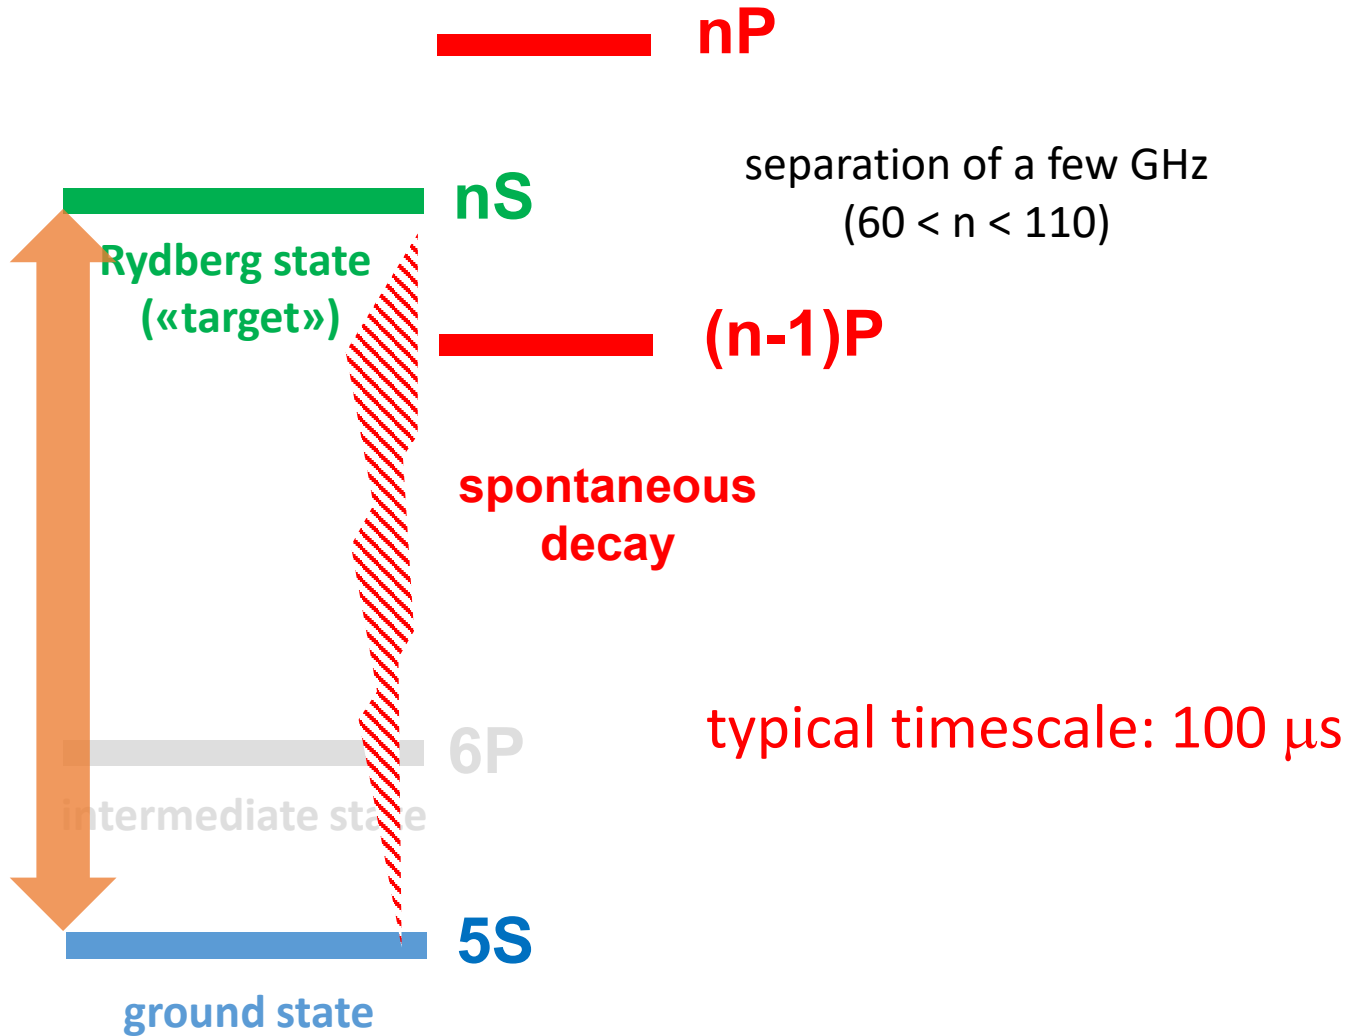 nP
separation of a few GHz
(60 < n < 110)
nS
Rydberg state
(«target»)
(n-1)P
spontaneous
decay
typical timescale: 100 μs
6P
intermediate state
5S
ground state